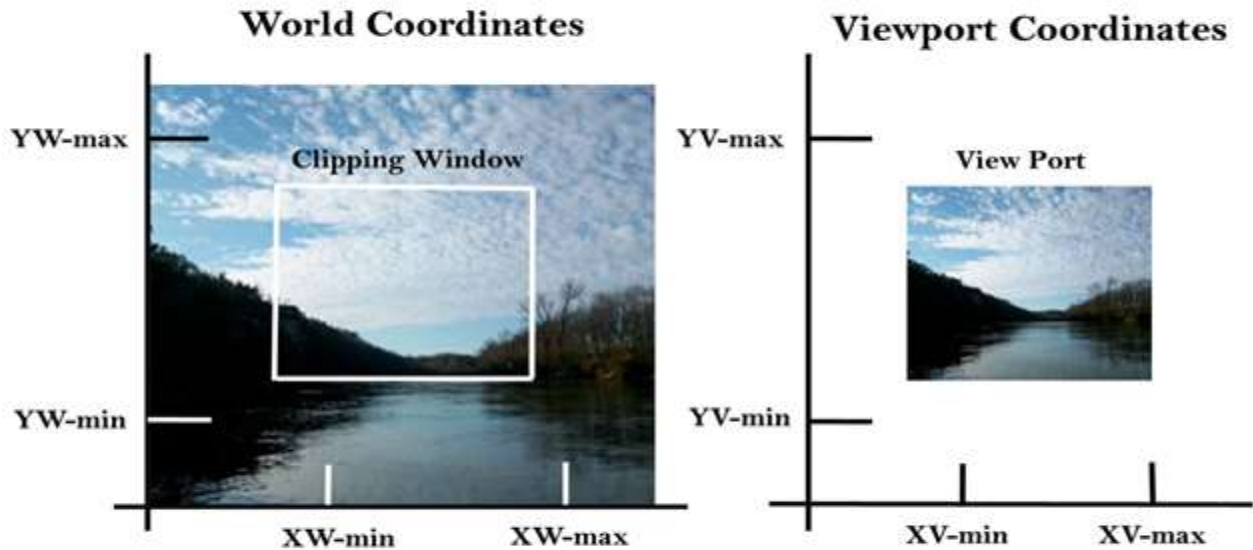 World Coordinates
Viewport Coordinates
YW-max
Clipping Window
YW-min
XW-min
XW-max
YV-max
View Port
YV-min
XV-min
XV-max